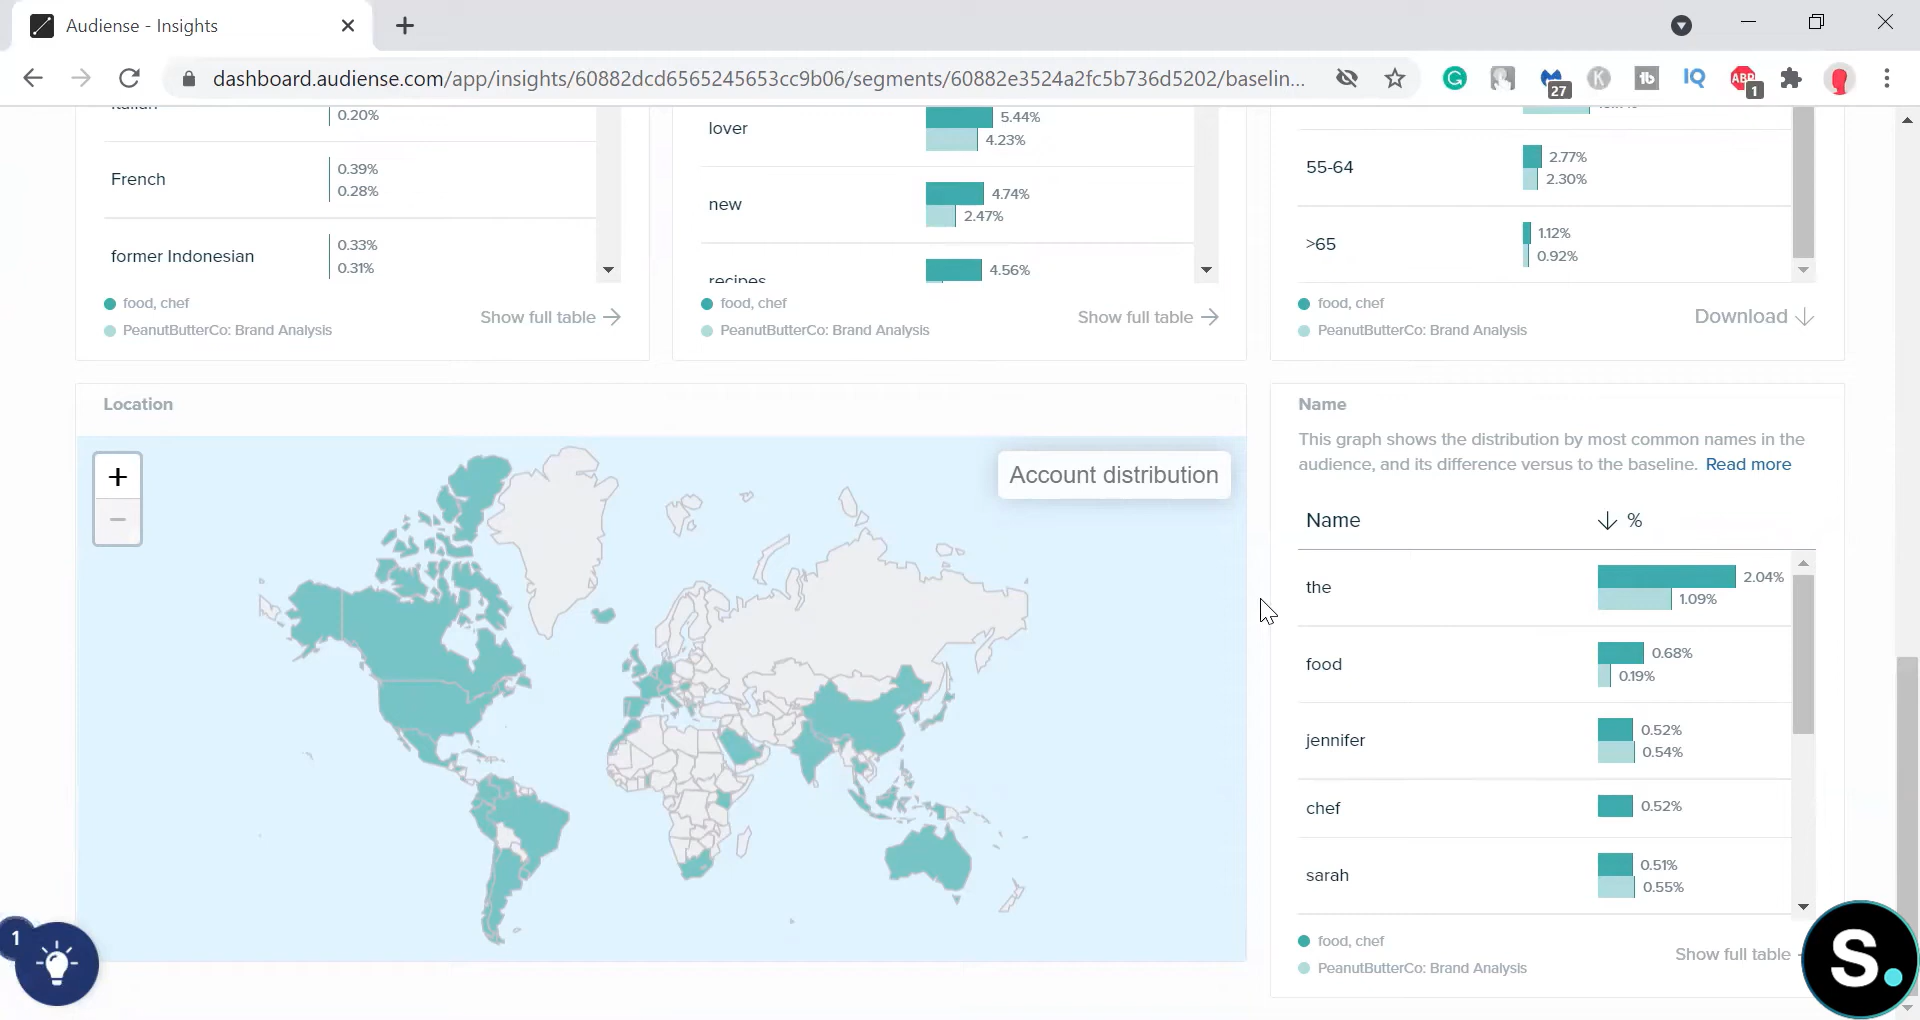 Audiense - Insights
dashboard.audiense.com/app/insights/60882dcd6565245653cc9b06/segments/60882e3524a2fc5b736d5202/baselin...
27
K
1b
IQ
ABP
1
Italian
0.20%
French
0.39%
0.28%
former Indonesian
0.33%
0.31%
food, chef
PeanutButterCo: Brand Analysis
Show full table
lover
5.44%
4.23%
new
4.74%
2.47%
recipes
4.56%
food, chef
PeanutButterCo: Brand Analysis
Show full table
55-64
2.77%
2.30%
>65
1.12%
0.92%
food, chef
PeanutButterCo: Brand Analysis
Download
Location
+
−
Account distribution
Name
This graph shows the distribution by most common names in the
audience, and its difference versus to the baseline. Read more
Name
%
the
2.04%
1.09%
food
0.68%
0.19%
jennifer
0.52%
0.54%
chef
0.52%
sarah
0.51%
0.55%
food, chef
PeanutButterCo: Brand Analysis
Show full table
1
S.